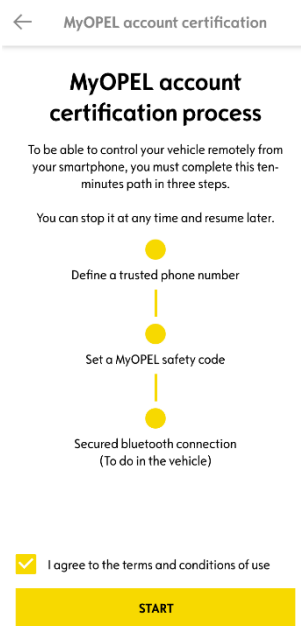 MyOPEL account certification
MyOPEL account
certification process
To be able to control your vehicle remotely from
your smartphone, you must complete this ten-
minutes path in three steps.
You can stop it at any time and resume later.
Define a trusted phone number
Set a MyOPEL safety code
Secured bluetooth connection
(To do in the vehicle)
I agree to the terms and conditions of use
START